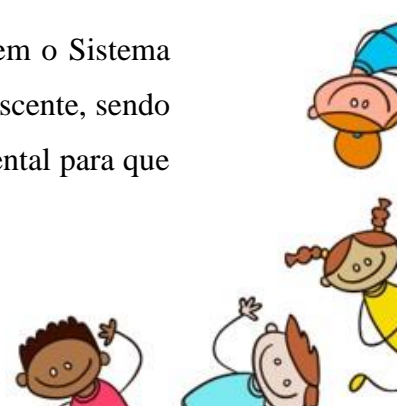 em o Sistema
scente, sendo
ental para que